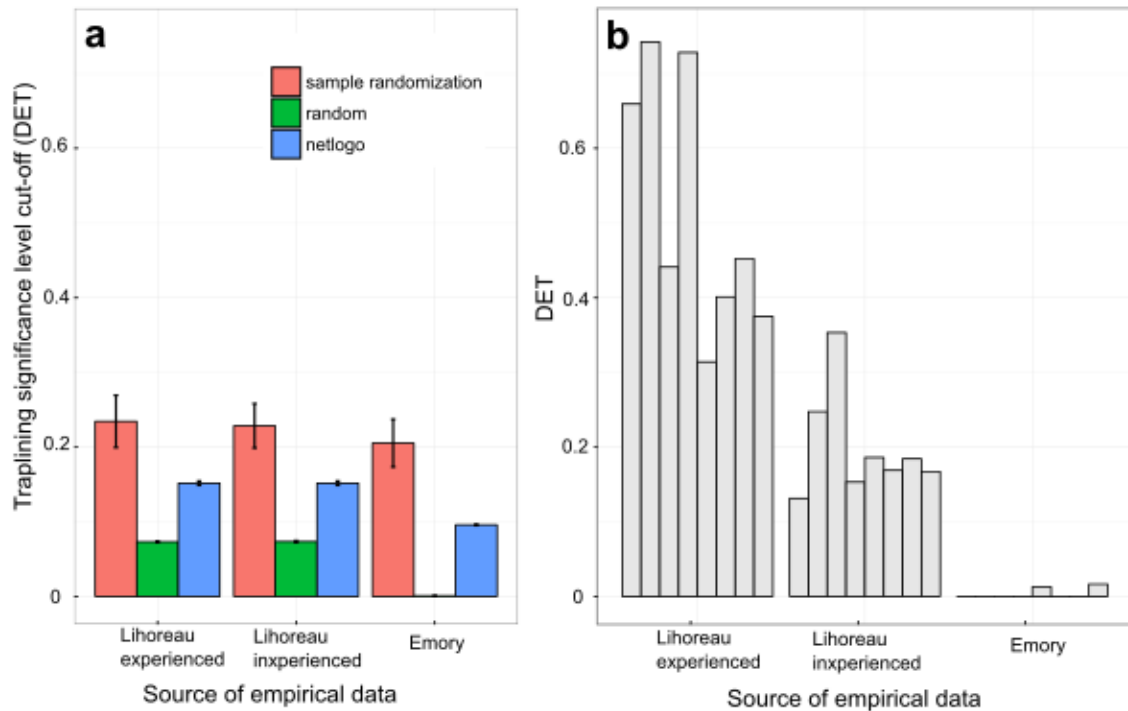 a
sample randomization
random
netlogo
Traplining significance level cut-off (DET)
0.6
0.4
0.2
0
Lihoreau
experienced
Lihoreau
inxperienced
Emory
Source of empirical data
b
DET
0.6
0.4
0.2
0
Lihoreau
experienced
Lihoreau
inxperienced
Emory
Source of empirical data